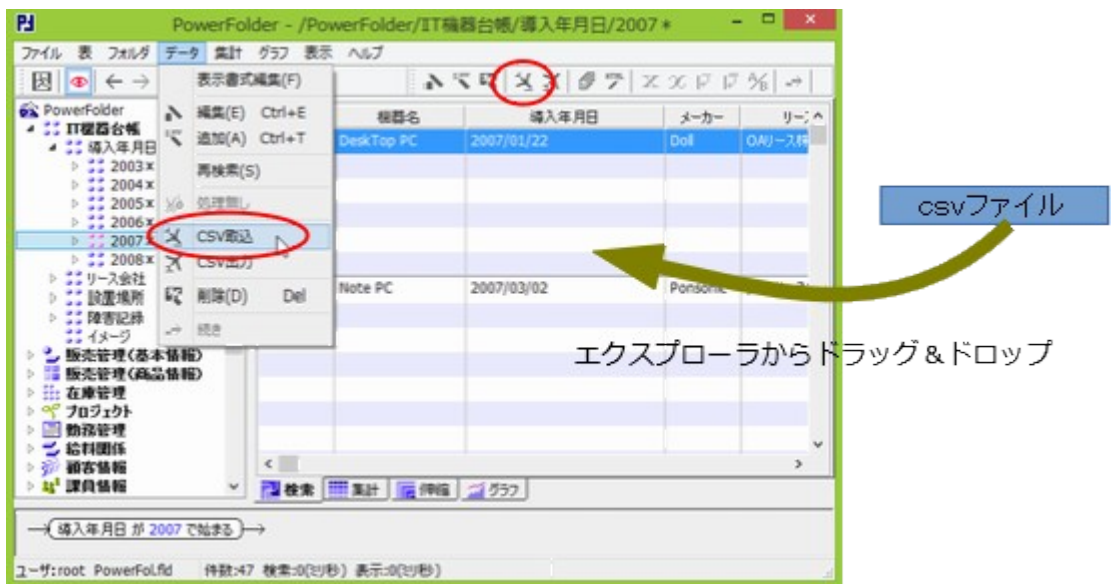 PowerFolder - /PowerFolder/IT機器台帳/導入年月日/2007 *
ファイル 表 フォルダ データ 集計 グラフ 表示 ヘルプ
表示書式編集(F)
編集(E) Ctrl+E
追加(A) Ctrl+T
再検索(S)
処理無し
CSV取込
CSV出力
削除(D) Del
続き
PowerFolder
IT機器台帳
導入年月日
2003x
2004x
2005x
2006x
2007
2008x
リース会社
設置場所
障害記録
イメージ
販売管理(基本情報)
販売管理(商品情報)
在庫管理
プロジェクト
勤務管理
給料関係
顧客情報
課員情報
機器名 導入年月日 メーカー リース
DeskTop PC 2007/01/22 Doll OAリース株
Note PC 2007/03/02 Ponsonic
csvファイル
エクスプローラからドラッグ&ドロップ
検索 集計 伸縮 グラフ
導入年月日 が 2007 で始まる
ユーザ:root PowerFol.fld 件数:47 検索:0(ミリ秒) 表示:0(ミリ秒)